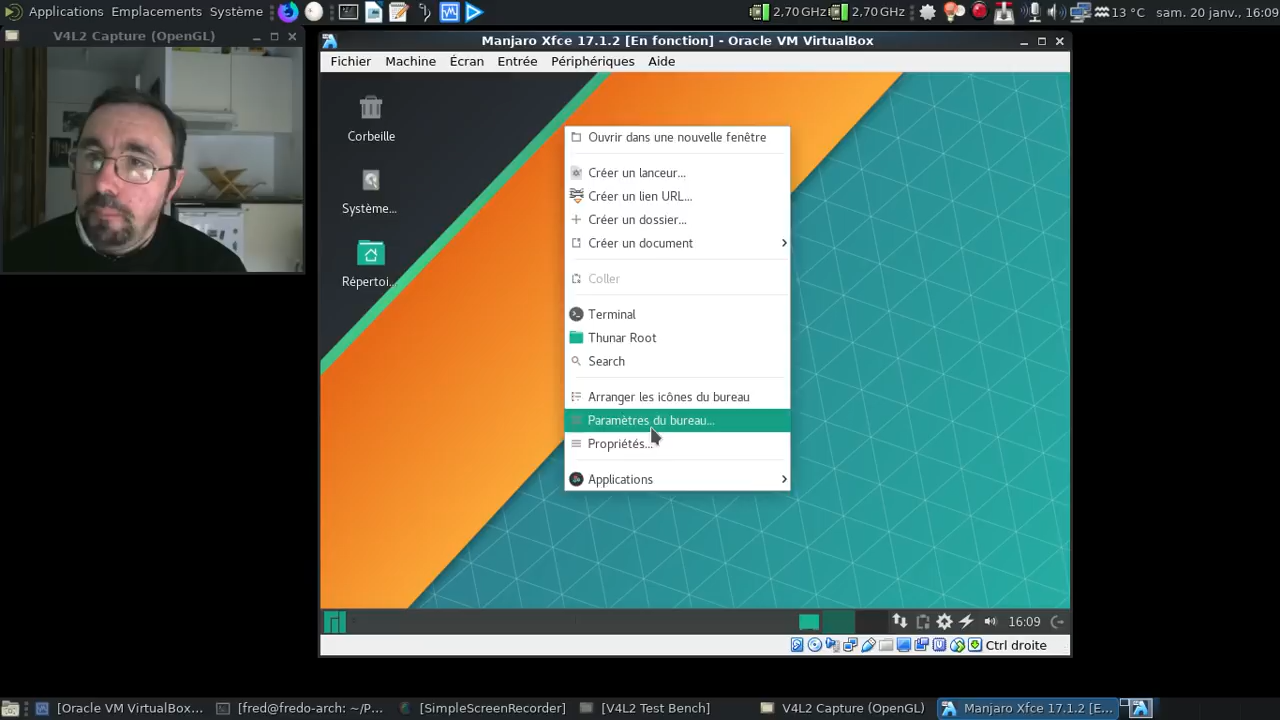 Applications Emplacements Système
2,70 GHz 2,70 GHz 13 °C sam. 20 janv., 16:09
V4L2 Capture (OpenGL)
Manjaro Xfce 17.1.2 [En fonction] - Oracle VM VirtualBox
Fichier Machine Écran Entrée Périphériques Aide
Corbeille
Système...
Répertoi...
Ouvrir dans une nouvelle fenêtre
Créer un lanceur...
Créer un lien URL...
Créer un dossier...
Créer un document
Coller
Terminal
Thunar Root
Search
Arranger les icônes du bureau
Paramètres du bureau...
Propriétés...
Applications
16:09
Ctrl droite
[Oracle VM VirtualBox... [fred@fredo-arch: ~/P... [SimpleScreenRecorder] [V4L2 Test Bench] V4L2 Capture (OpenGL) Manjaro Xfce 17.1.2 [E...